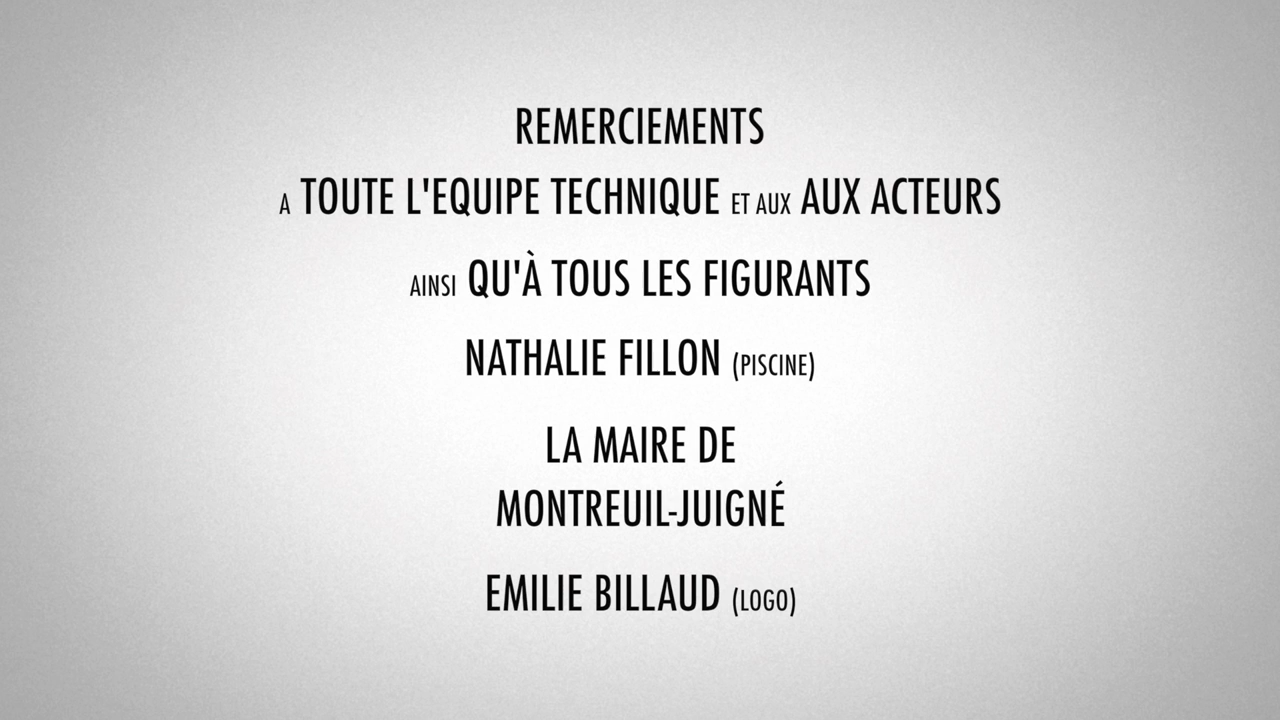 REMERCIEMENTS
A TOUTE L'EQUIPE TECHNIQUE ET AUX AUX ACTEURS
AINSI QU'À TOUS LES FIGURANTS
NATHALIE FILLON (PISCINE)
LA MAIRE DE
MONTREUIL-JUIGNÉ
EMILIE BILLAUD (LOGO)